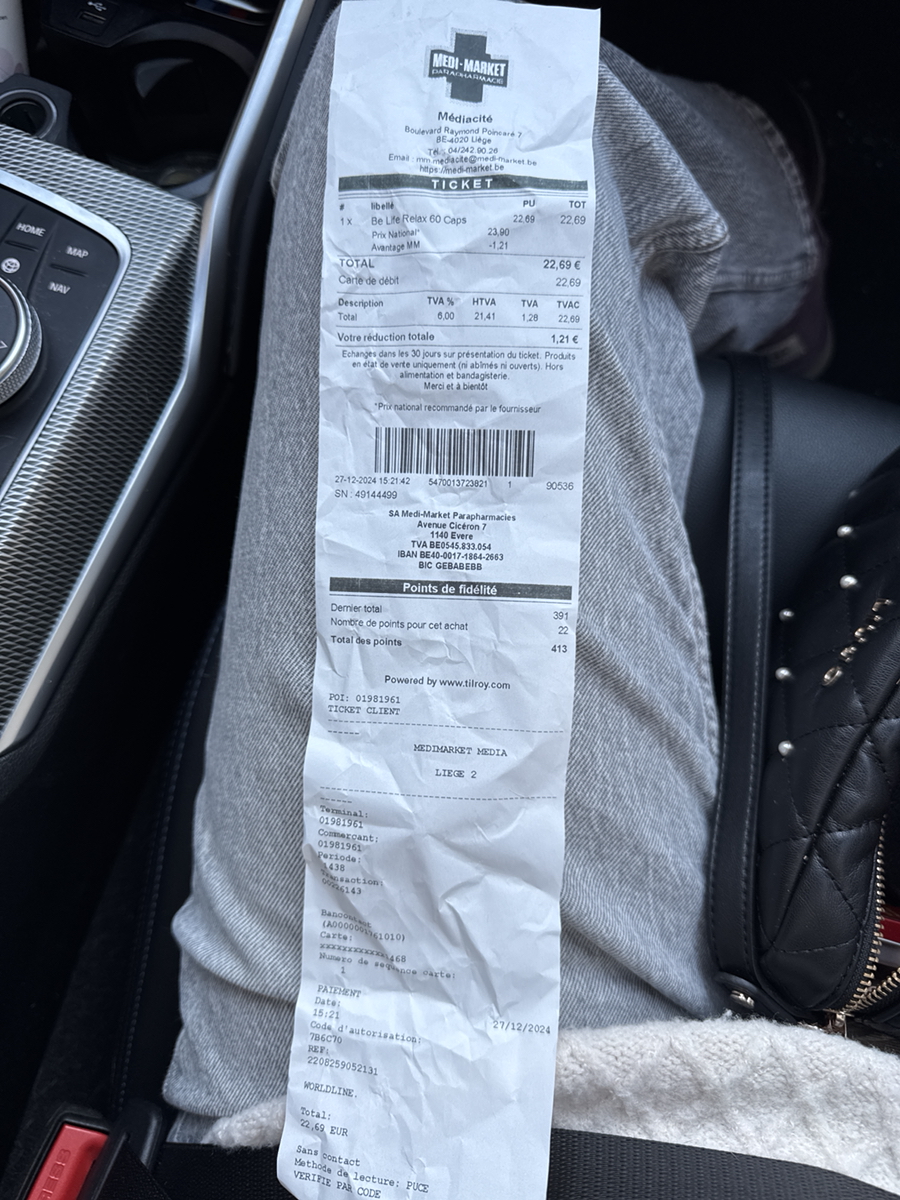 MEDI-MARKET
PARAPHARMACIE
Médiacité
Boulevard Raymond Poincaré 7
BE-4020 Liège
Tél.: 04/242.90.26
Email : mm.mediacite@medi-market.be
https://medi-market.be
TICKET
# libellé PU TOT
1 x Be Life Relax 60 Caps 22,69 22,69
Prix National* 23,90
Avantage MM -1,21
TOTAL 22,69 €
Carte de débit 22,69
Description TVA % HTVA TVA TVAC
Total 6,00 21,41 1,28 22,69
Votre réduction totale 1,21 €
Echanges dans les 30 jours sur présentation du ticket. Produits
en état de vente uniquement (ni abîmés ni ouverts). Hors
alimentation et bandagisterie.
Merci et à bientôt
*Prix national recommandé par le fournisseur
27-12-2024 15:21:42 5470013723821 1 90536
SN : 49144499
SA Medi-Market Parapharmacies
Avenue Cicéron 7
1140 Evere
TVA BE0545.833.054
IBAN BE40-0017-1864-2663
BIC GEBABEBB
Points de fidélité
Dernier total 391
Nombre de points pour cet achat 22
Total des points 413
Powered by www.tilroy.com
POI: 01981961
TICKET CLIENT
MEDIMARKET MEDIA
LIEGE 2
Terminal:
01981961
Commercant:
01981961
Periode:
1438
Transaction:
Bancontact
Carte:
xxxxxxxxxxxxx468
Numero de sequence carte:
1
PAIEMENT
Date: 27/12/2024
15:21
Code d'autorisation:
7B6C70
REF:
2208259052131
WORLDLINE.
Total:
22,69 EUR
Sans contact
Methode de lecture: PUCE
VERIFIE PAR CODE
HOME
MAP
NAV
PRESS